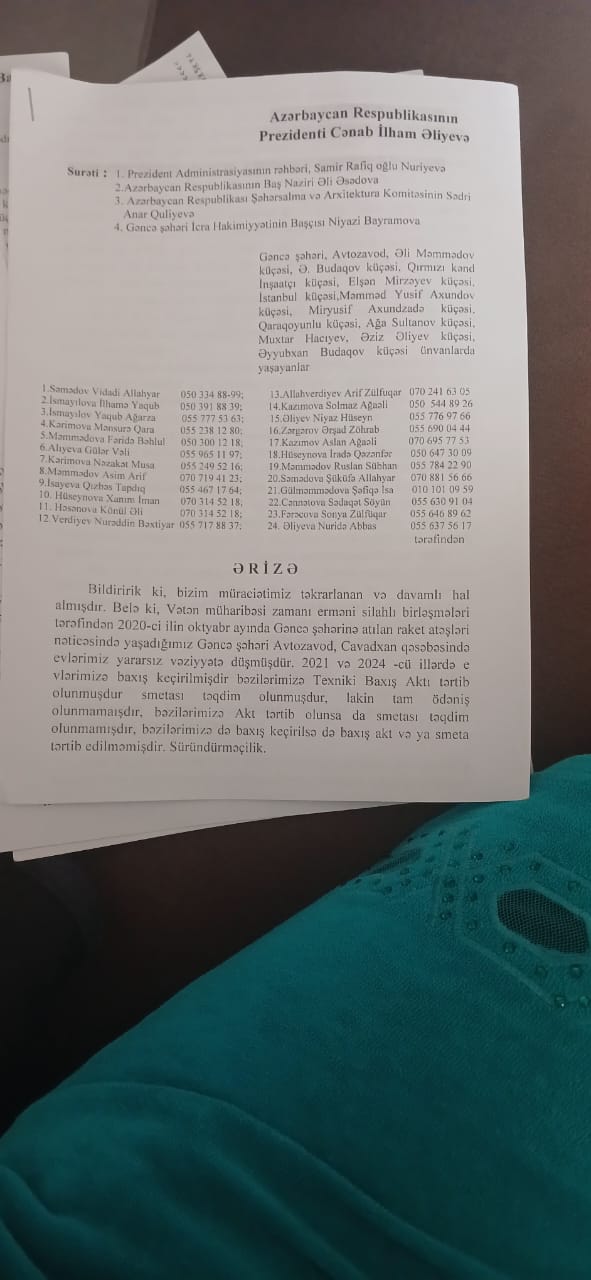 Azərbaycan Respublikasının
Prezidenti Cənab İlham Əliyevə
Surəti : 1. Prezident Administrasiyasının rəhbəri, Samir Rafiq oğlu Nuriyevə
2.Azərbaycan Respublikasının Baş Naziri Əli Əsədova
3. Azərbaycan Respublikası Şəhərsalma və Arxitektura Komitəsinin Sədri
Anar Quliyevə
4. Gəncə şəhəri İcra Hakimiyyətinin Başçısı Niyazi Bayramova
Gəncə şəhəri, Avtozavod, Əli Məmmədov
küçəsi, Ə. Budaqov küçəsi, Qırmızı kənd
İnşaatçı küçəsi, Elşən Mirzəyev küçəsi,
İstanbul küçəsi,Məmməd Yusif Axundov
küçəsi, Miryusif Axundzadə küçəsi,
Qaraqoyunlu küçəsi, Ağa Sultanov küçəsi,
Muxtar Hacıyev, Əziz Əliyev küçəsi,
Əyyubxan Budaqov küçəsi ünvanlarda
yaşayanlar
1.Səmədov Vidadi Allahyar 050 334 88-99;
2.İsmayılova İlhamə Yaqub 050 391 88 39;
3.İsmayılov Yaqub Ağarza 055 777 53 63;
4.Kərimova Mənsurə Qara 055 238 12 80;
5.Məmmədova Fəridə Bəhlul 050 300 12 18;
6.Alıyeva Gülər Vəli 055 965 11 97;
7.Kərimova Nəzakət Musa 055 249 52 16;
8.Məmmədov Asim Arif 070 719 41 23;
9.İsayeva Qızbəs Tapdıq 055 467 17 64;
10. Hüseynova Xanım İman 070 314 52 18;
11. Həsənova Könül Əli 070 314 52 18;
12.Verdiyev Nurəddin Bəxtiyar 055 717 88 37;
13.Allahverdiyev Arif Zülfuqar 070 241 63 05
14.Kazımova Solmaz Ağaəli 050 544 89 26
15.Əliyev Niyaz Hüseyn 055 776 97 66
16.Zərgərov Ərşad Zöhrab 055 690 04 44
17.Kazımov Aslan Ağaəli 070 695 77 53
18.Hüseynova İradə Qəzənfər 050 647 30 09
19.Məmmədov Ruslan Sübhan 055 784 22 90
20.Səmədova Şükufə Allahyar 070 881 56 66
21.Gülməmmədova Şəfiqə İsa 010 101 09 59
22.Cənnətova Sədaqət Söyün 055 630 91 04
23.Fərəcova Sonya Zülfüqar 055 646 89 62
24. Əliyeva Nuridə Abbas 055 637 56 17
tərəfindən
ƏRİZƏ
Bildiririk ki, bizim müraciətimiz təkrarlanan və davamlı hal
almışdır. Belə ki, Vətən müharibəsi zamanı erməni silahlı birləşmələri
tərəfindən 2020-ci ilin oktyabr ayında Gəncə şəhərinə atılan raket atəşləri
nəticəsində yaşadığımız Gəncə şəhəri Avtozavod, Cavadxan qəsəbəsində
evlərimiz yararsız vəziyyətə düşmüşdür. 2021 və 2024 -cü illərdə e
vlərimizə baxış keçirilmişdir bəzilərimizə Texniki Baxış Aktı tərtib
olunmuşdur smetası təqdim olunmuşdur, lakin tam ödəniş
olunmamaışdır, bəzilərimizə Akt tərtib olunsa da smetası təqdim
olunmamışdır, bəzilərimizə də baxış keçirilsə də baxış akt və ya smeta
tərtib edilməmişdir. Süründürməçilik.